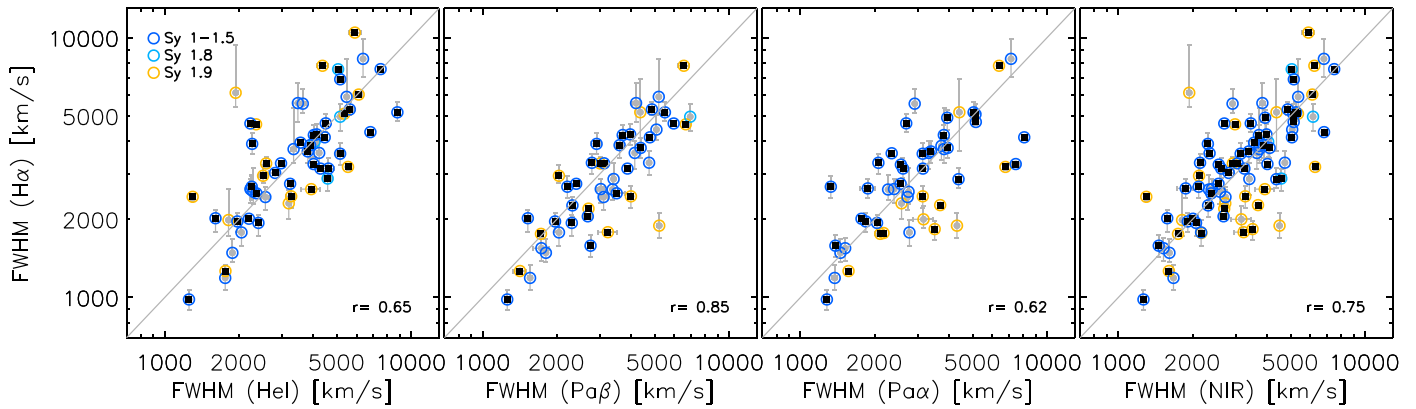 FWHM (Hα) [km/s]
10000
5000
2000
1000
Sy 1−1.5
Sy 1.8
Sy 1.9
r= 0.65
r= 0.85
r= 0.62
r= 0.75
1000 2000 5000 10000
1000 2000 5000 10000
1000 2000 5000 10000
1000 2000 5000 10000
FWHM (HeI) [km/s]
FWHM (Paβ) [km/s]
FWHM (Paα) [km/s]
FWHM (NIR) [km/s]